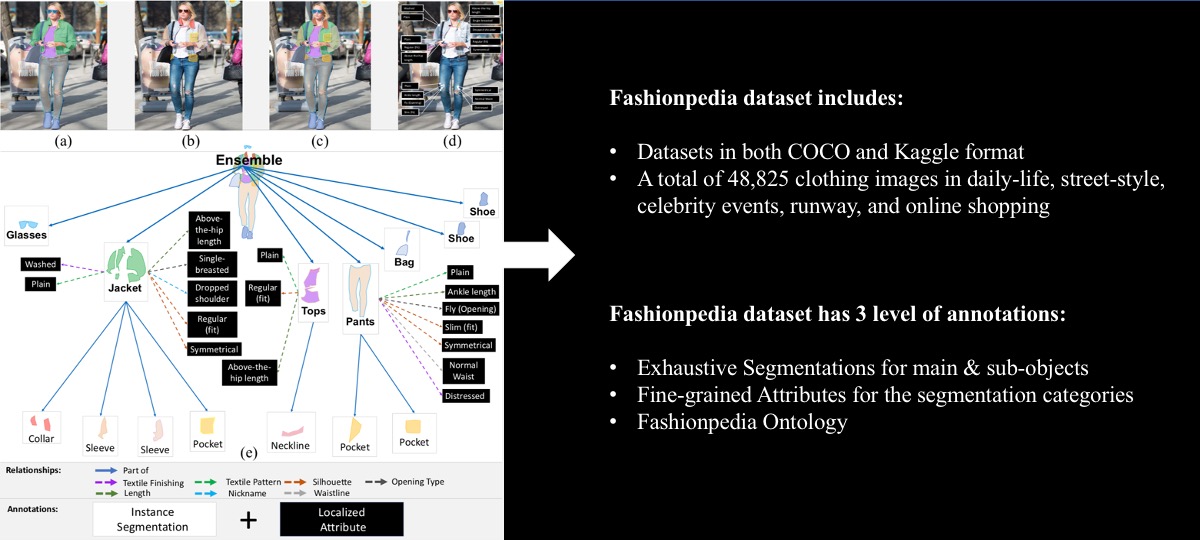 (a)
(b)
(c)
(d)
Ensemble
Glasses
Shoe
Shoe
Bag
Jacket
Tops
Pants
Washed
Plain
Above-
the-hip
length
Single-
breasted
Dropped
shoulder
Regular
(fit)
Symmetrical
Plain
Regular
(fit)
Above-the-
hip length
Plain
Ankle length
Fly (Opening)
Slim (fit)
Symmetrical
Normal
Waist
Distressed
Collar
Sleeve
Sleeve
Pocket
Neckline
Pocket
Pocket
(e)
Relationships:
Part of
Textile Finishing
Textile Pattern
Silhouette
Opening Type
Length
Nickname
Waistline
Annotations:
Instance
Segmentation
+
Localized
Attribute
Fashionpedia dataset includes:
• Datasets in both COCO and Kaggle format
• A total of 48,825 clothing images in daily-life, street-style,
celebrity events, runway, and online shopping
Fashionpedia dataset has 3 level of annotations:
• Exhaustive Segmentations for main & sub-objects
• Fine-grained Attributes for the segmentation categories
• Fashionpedia Ontology